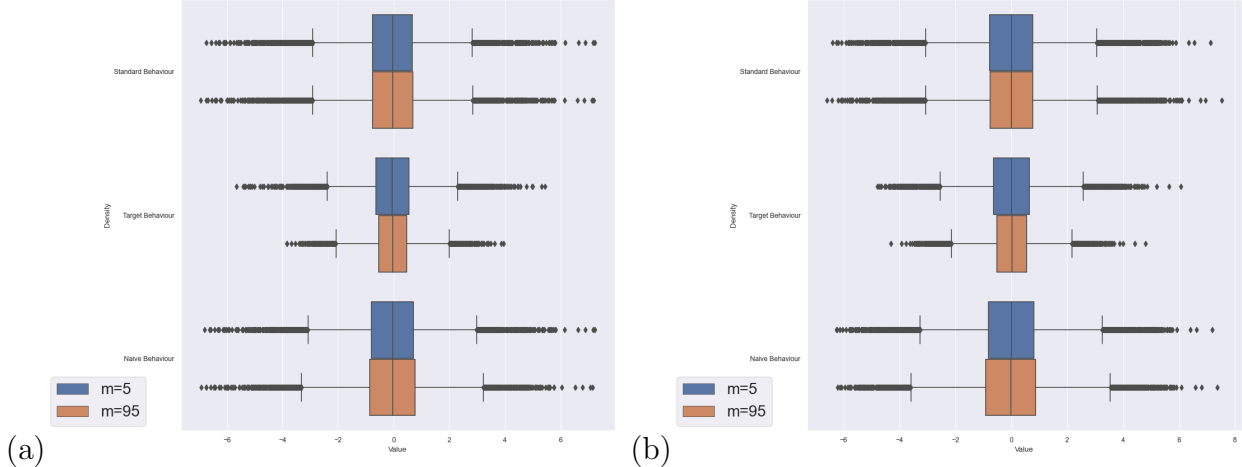 Standard Behaviour
Target Behaviour
Naive Behaviour
Density
−6 −4 −2 0 2 4 6
Value
m=5
m=95
(a)
Standard Behaviour
Target Behaviour
Naive Behaviour
Density
−6 −4 −2 0 2 4 6 8
Value
m=5
m=95
(b)